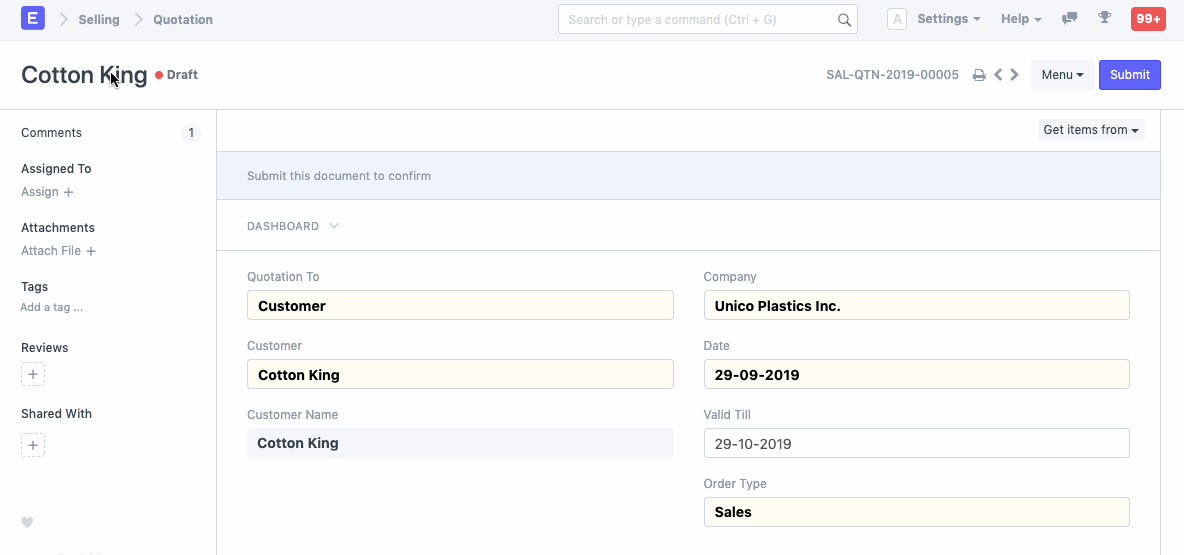 E Selling Quotation Search or type a command (Ctrl + G) A Settings Help 99+
Cotton King Draft SAL-QTN-2019-00005 Menu Submit
Comments 1
Get items from
Assigned To
Assign +
Attachments
Attach File +
Tags
Add a tag ...
Reviews
+
Shared With
+
Submit this document to confirm
DASHBOARD
Quotation To
Customer
Customer
Cotton King
Customer Name
Cotton King
Company
Unico Plastics Inc.
Date
29-09-2019
Valid Till
29-10-2019
Order Type
Sales